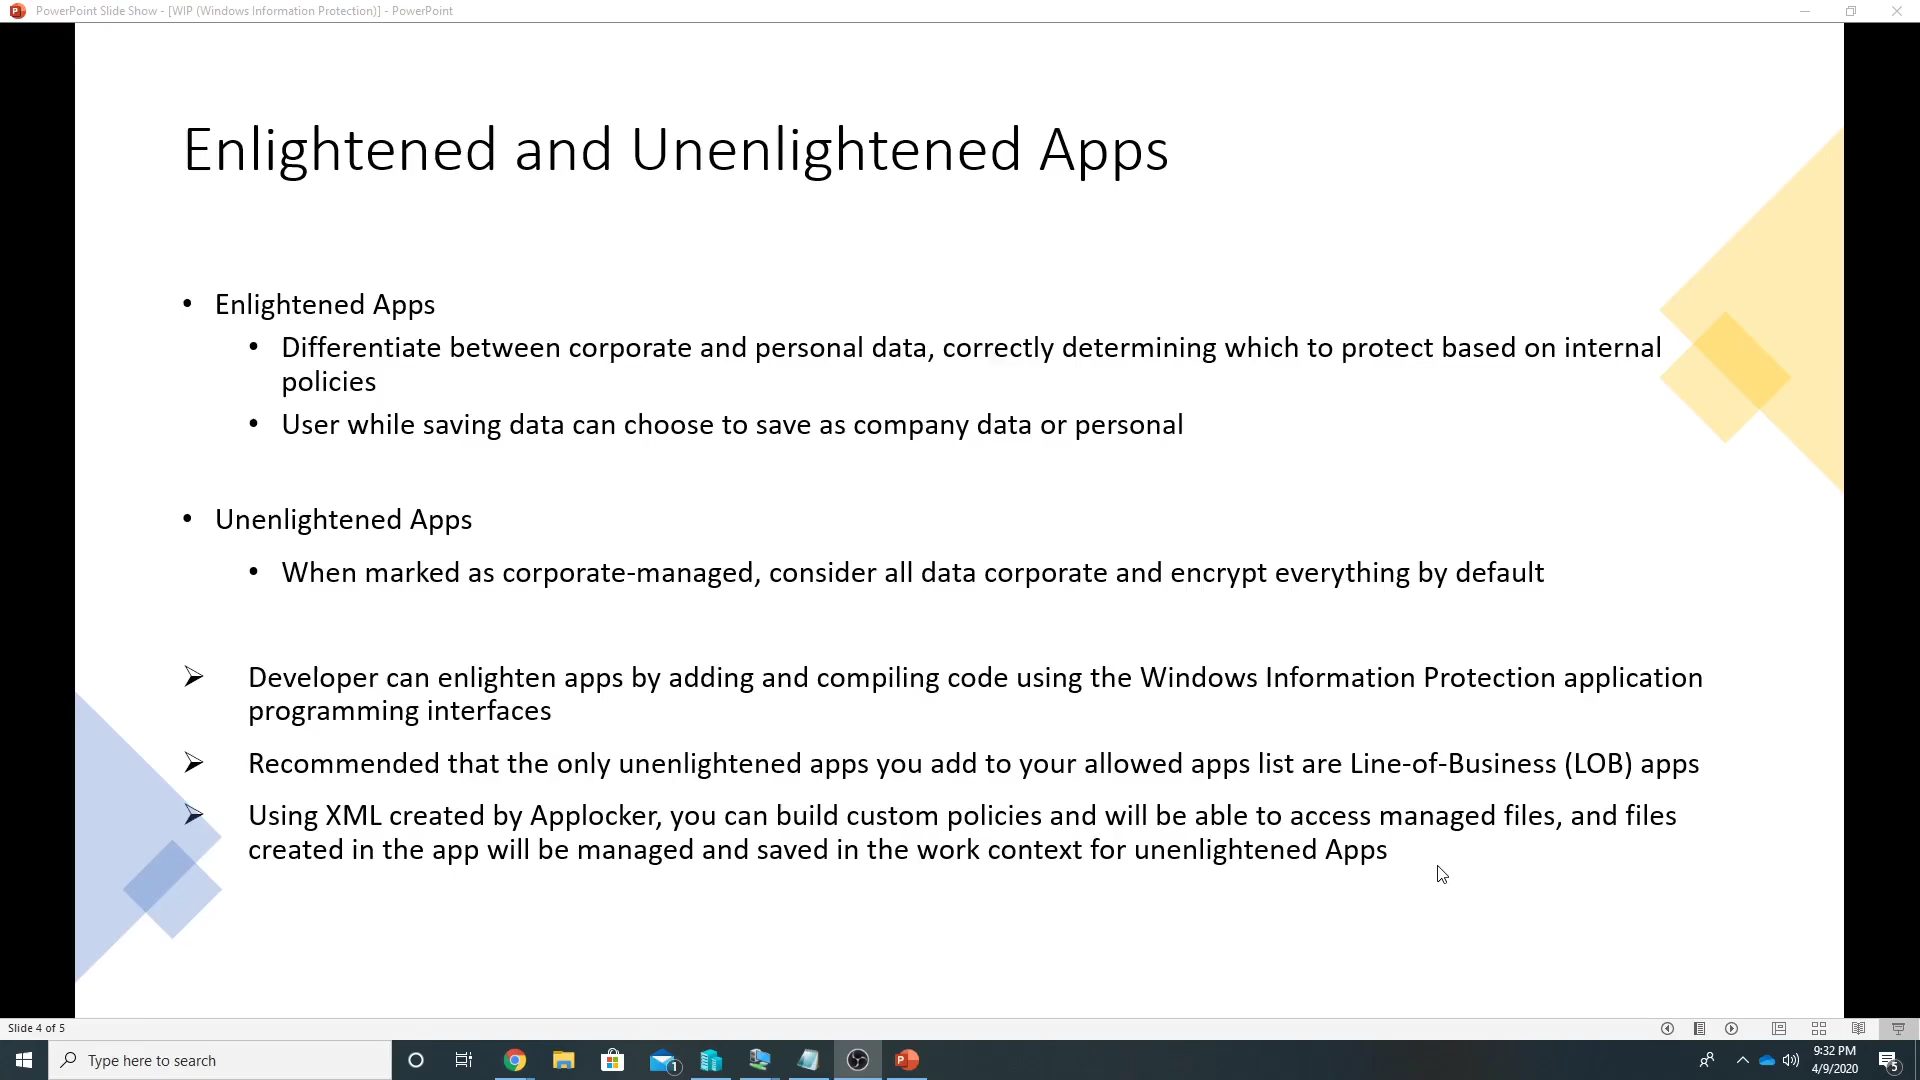 PowerPoint Slide Show - [WIP (Windows Information Protection)] - PowerPoint
Enlightened and Unenlightened Apps
• Enlightened Apps
• Differentiate between corporate and personal data, correctly determining which to protect based on internal
policies
• User while saving data can choose to save as company data or personal
• Unenlightened Apps
• When marked as corporate-managed, consider all data corporate and encrypt everything by default
➢ Developer can enlighten apps by adding and compiling code using the Windows Information Protection application
programming interfaces
➢ Recommended that the only unenlightened apps you add to your allowed apps list are Line-of-Business (LOB) apps
➢ Using XML created by Applocker, you can build custom policies and will be able to access managed files, and files
created in the app will be managed and saved in the work context for unenlightened Apps
Slide 4 of 5
Type here to search
1
9:32 PM
4/9/2020
5